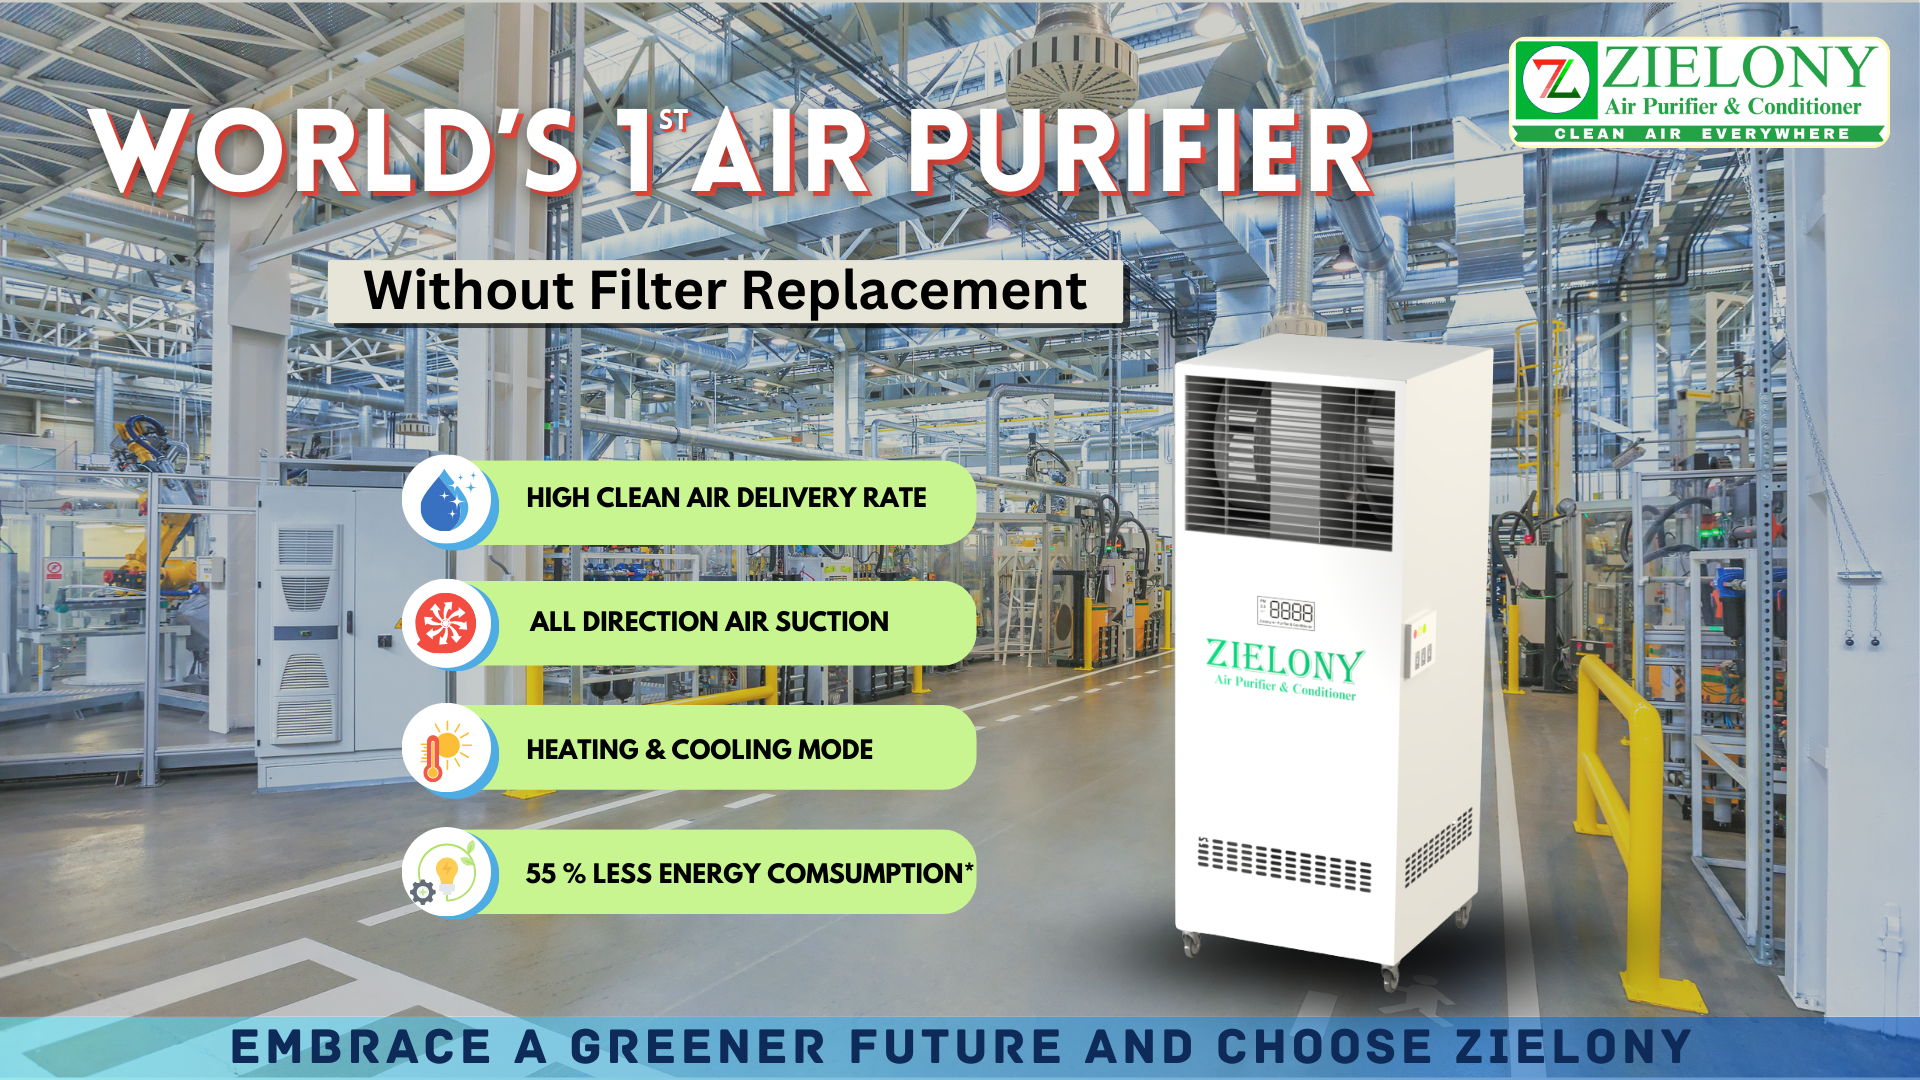 ZIELONY
Air Purifier & Conditioner
CLEAN AIR EVERYWHERE
WORLD'S 1ST AIR PURIFIER
Without Filter Replacement
HIGH CLEAN AIR DELIVERY RATE
ALL DIRECTION AIR SUCTION
HEATING & COOLING MODE
55 % LESS ENERGY COMSUMPTION*
8888
ZIELONY
Air Purifier & Conditioner
EMBRACE A GREENER FUTURE AND CHOOSE ZIELONY